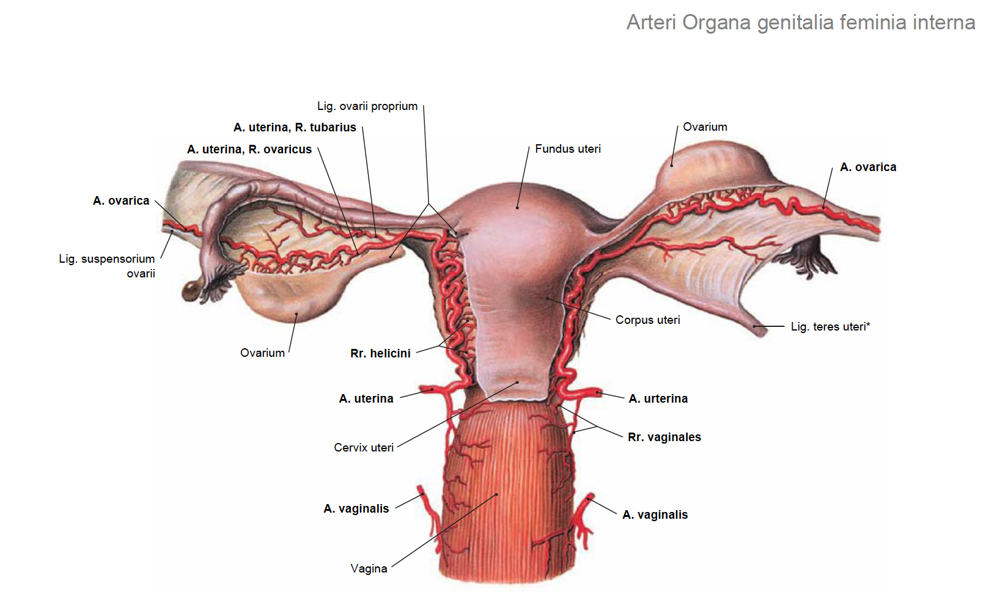 Arteri Organa genitalia feminia interna
Lig. ovarii proprium
A. uterina, R. tubarius
A. uterina, R. ovaricus
Fundus uteri
Ovarium
A. ovarica
A. ovarica
Lig. suspensorium
ovarii
Ovarium
Rr. helicini
Corpus uteri
Lig. teres uteri*
A. uterina
A. urterina
Cervix uteri
Rr. vaginales
A. vaginalis
A. vaginalis
Vagina